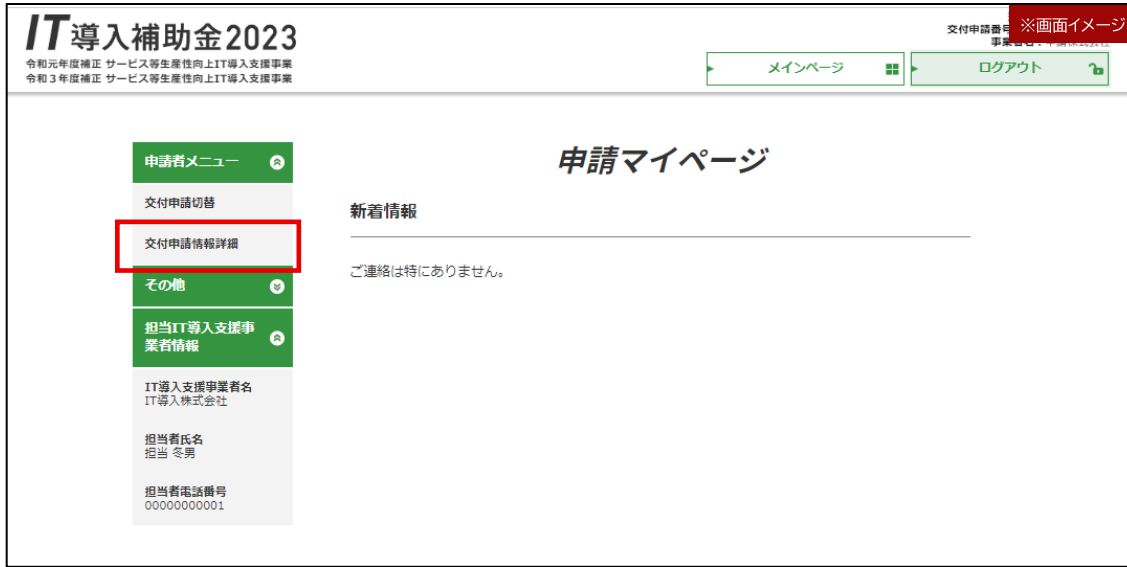 IT導入補助金2023
令和元年度補正 サービス等生産性向上IT導入支援事業
令和３年度補正 サービス等生産性向上IT導入支援事業
交付申請番号
※画面イメージ
メインページ
ログアウト
申請者メニュー
交付申請切替
交付申請情報詳細
その他
担当IT導入支援事
業者情報
IT導入支援事業者名
IT導入株式会社
担当者氏名
担当 冬男
担当者電話番号
00000000001
申請マイページ
新着情報
ご連絡は特にありません。